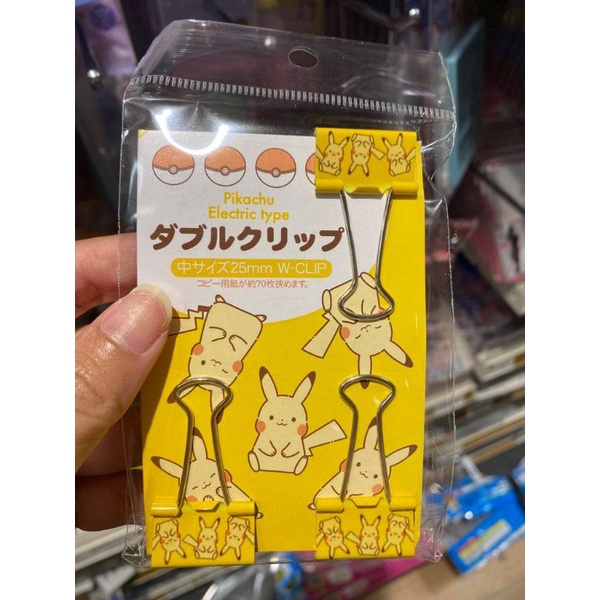 Pikachu
Electric type
ダブルクリップ
中サイズ25mm W-CLIP
コピー用紙が約70枚挟めます。